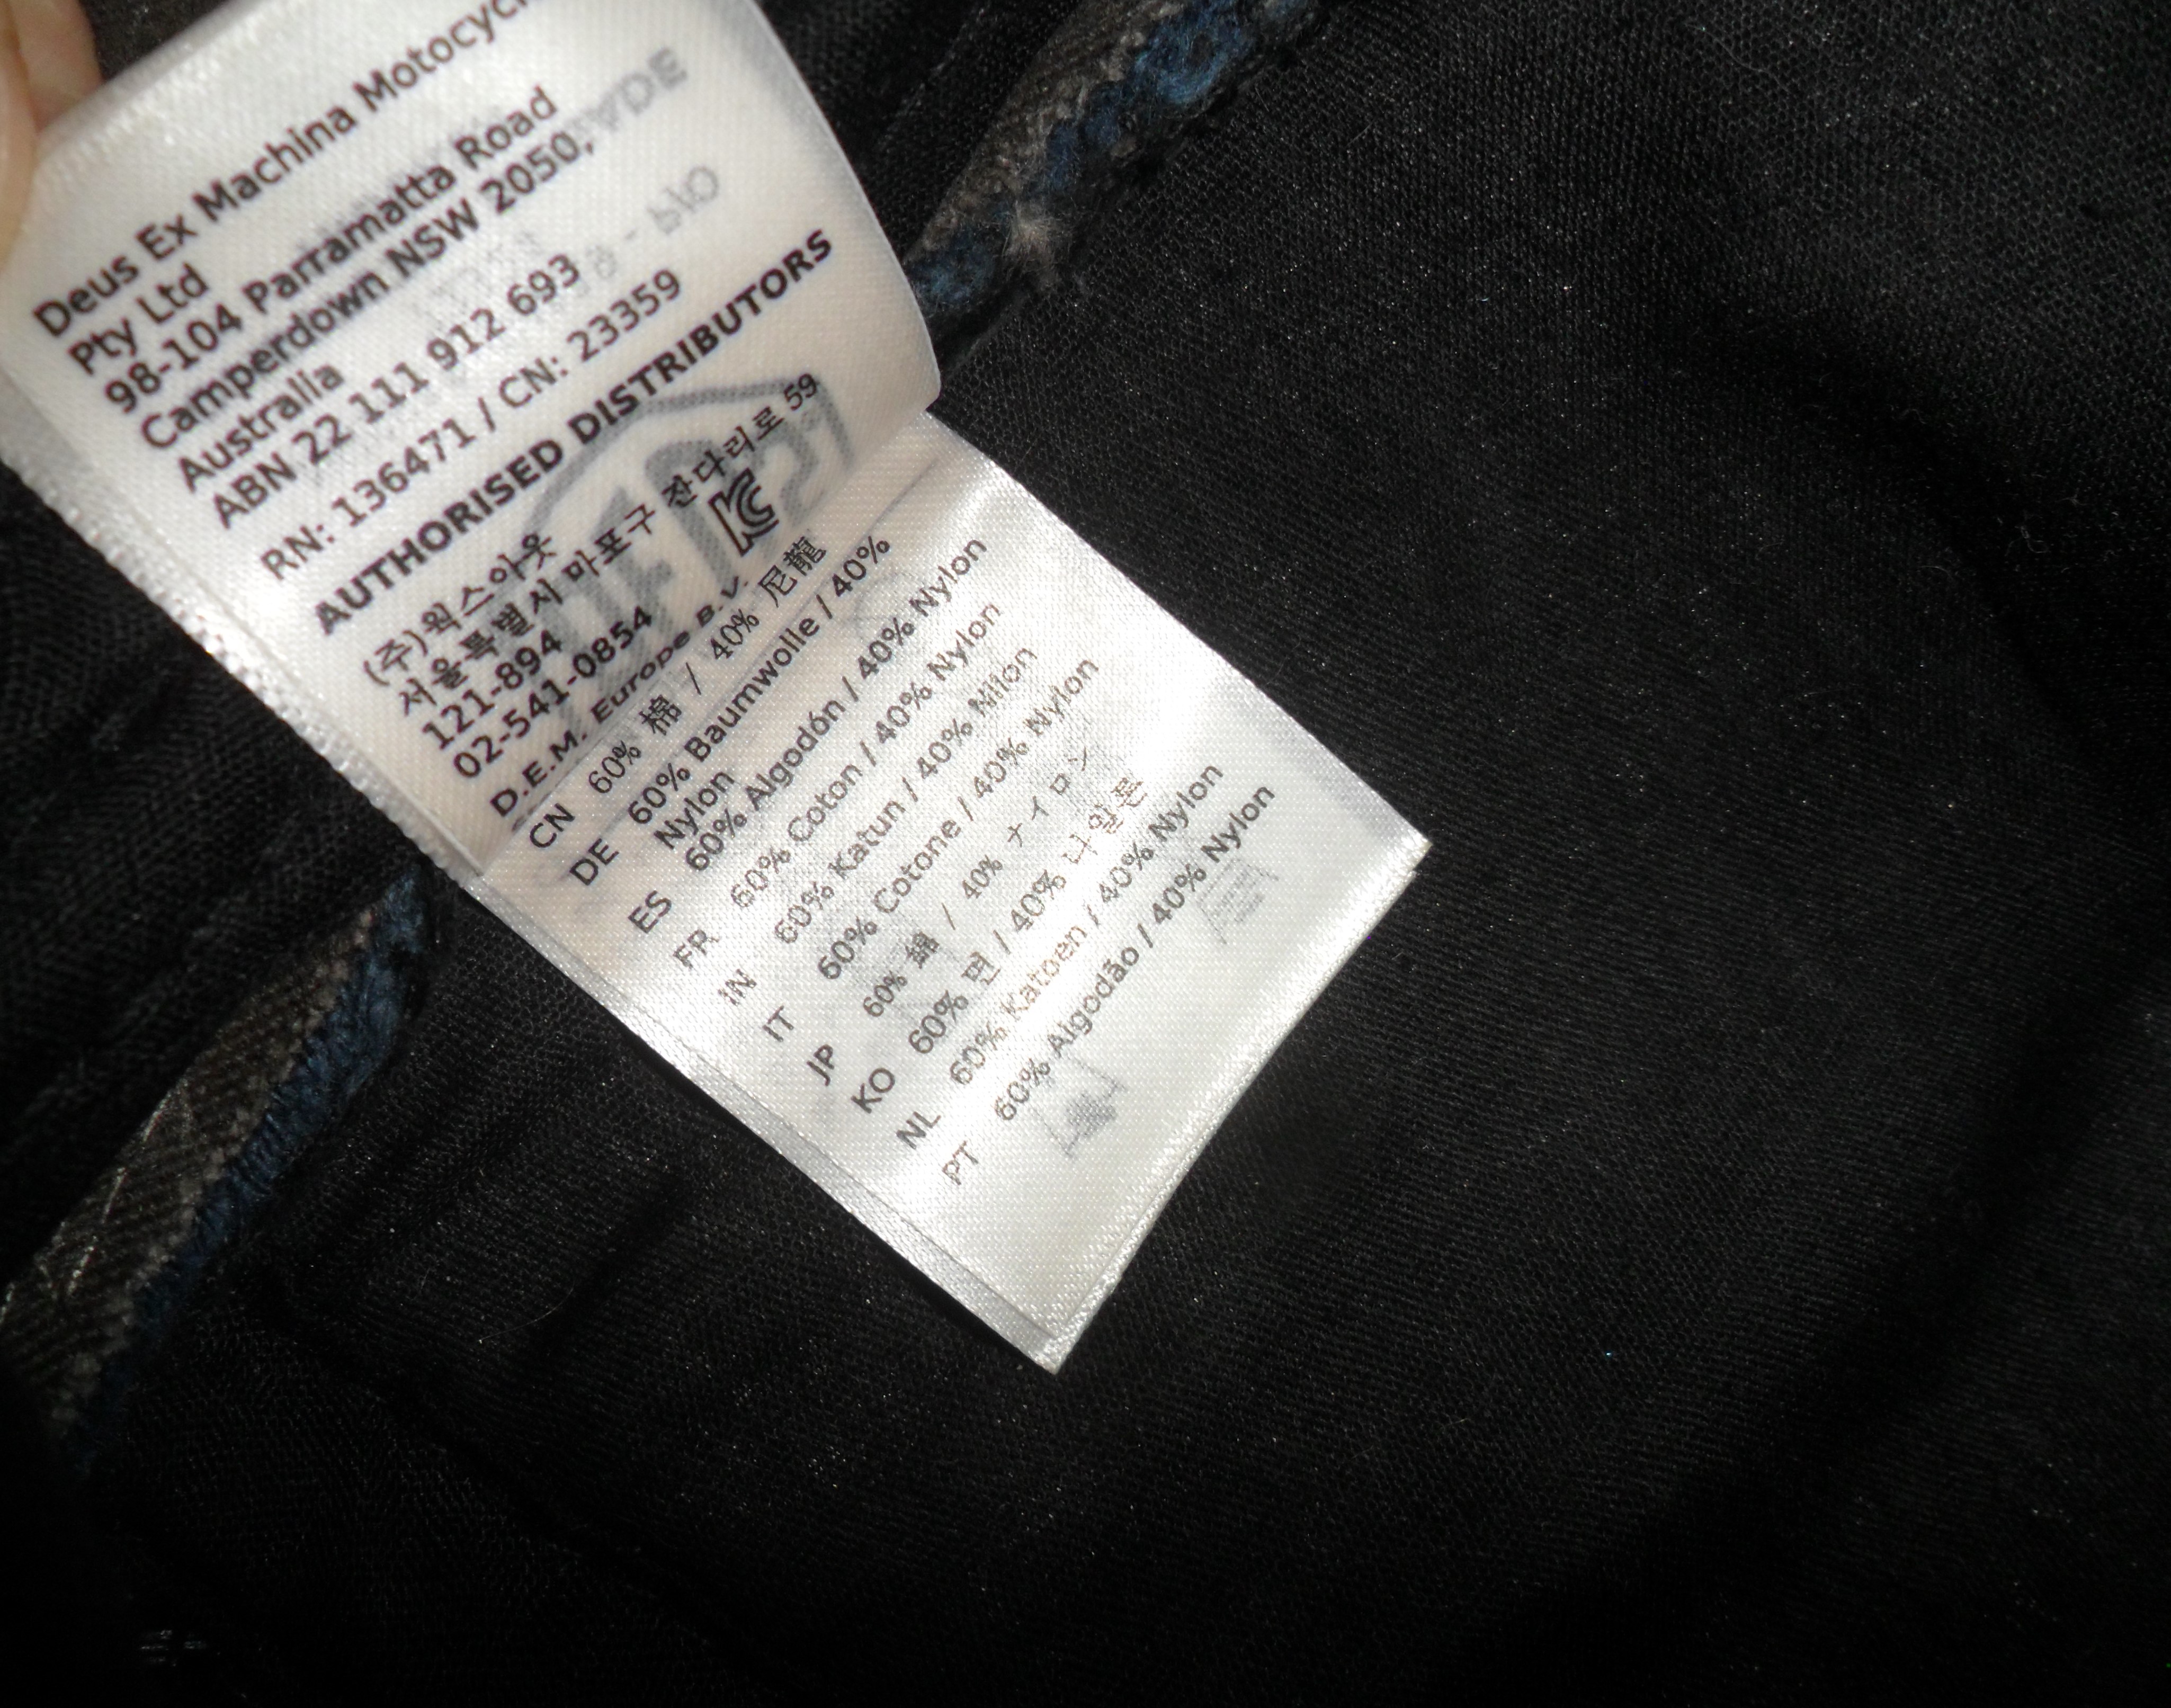 Deus Ex Machina Motocyc
Pty Ltd
98-104 Parramatta Road
Camperdown NSW 2050,
Australia
ABN 22 111 912 693
RN: 136471 / CN: 23359
AUTHORISED DISTRIBUTORS
(주)웍스아웃
서울특별시 마포구 잔다리로 59
121-894
02-541-0854
D.E.M. Europe B.V.
CN 60% 棉 / 40% 尼龍
DE 60% Baumwolle / 40%
Nylon
ES 60% Algodón / 40% Nylon
FR 60% Coton / 40% Nylon
IN 60% Katun / 40% Nilon
IT 60% Cotone / 40% Nylon
JP 60% 綿 / 40% ナイロン
KO 60% 면 / 40% 나일론
NL 60% Katoen / 40% Nylon
PT 60% Algodão / 40% Nylon